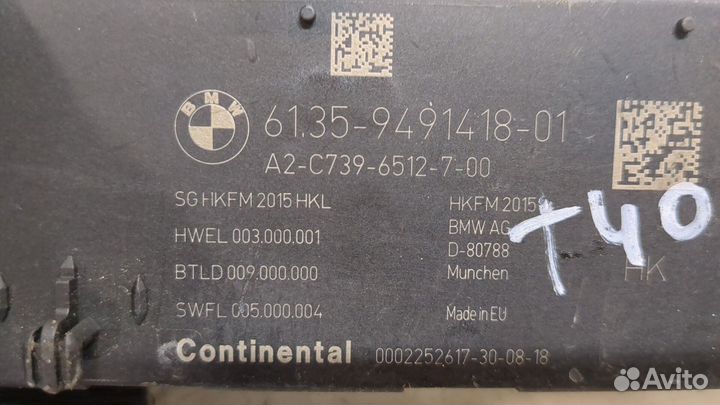 BMW
61.35-9491418-01
A2-C739-6512-7-00
SG HKFM 2015 HKL
HWEL 003.000.001
BTLD 009.000.000
SWFL 005.000.004
HKFM 2015
BMW AG
D-80788
Munchen
Made in EU
T40
HK
Continental 0002252617-30-08-18
Avito